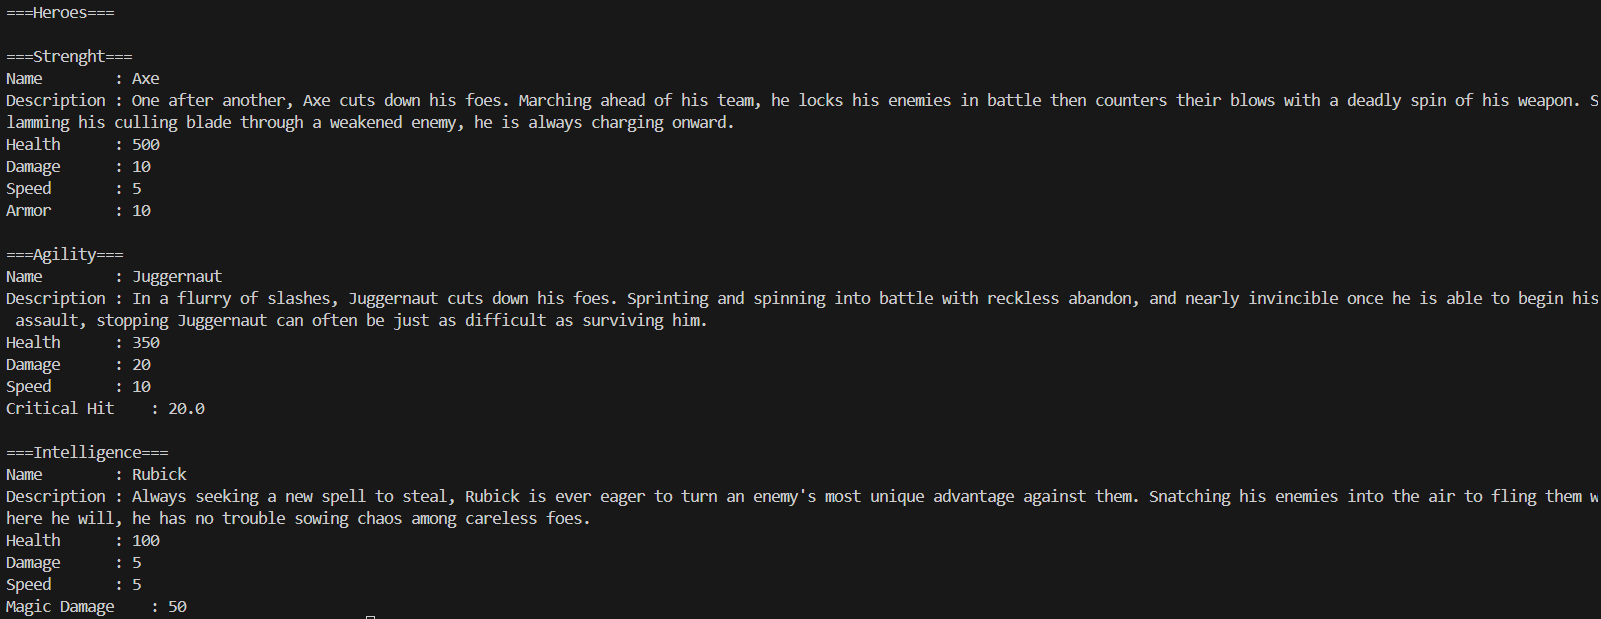 ===Heroes===
===Strenght===
Name        : Axe
Description : One after another, Axe cuts down his foes. Marching ahead of his team, he locks his enemies in battle then counters their blows with a deadly spin of his weapon. S
lamming his culling blade through a weakened enemy, he is always charging onward.
Health      : 500
Damage      : 10
Speed       : 5
Armor       : 10
===Agility===
Name        : Juggernaut
Description : In a flurry of slashes, Juggernaut cuts down his foes. Sprinting and spinning into battle with reckless abandon, and nearly invincible once he is able to begin his
 assault, stopping Juggernaut can often be just as difficult as surviving him.
Health      : 350
Damage      : 20
Speed       : 10
Critical Hit    : 20.0
===Intelligence===
Name        : Rubick
Description : Always seeking a new spell to steal, Rubick is ever eager to turn an enemy's most unique advantage against them. Snatching his enemies into the air to fling them w
here he will, he has no trouble sowing chaos among careless foes.
Health      : 100
Damage      : 5
Speed       : 5
Magic Damage    : 50